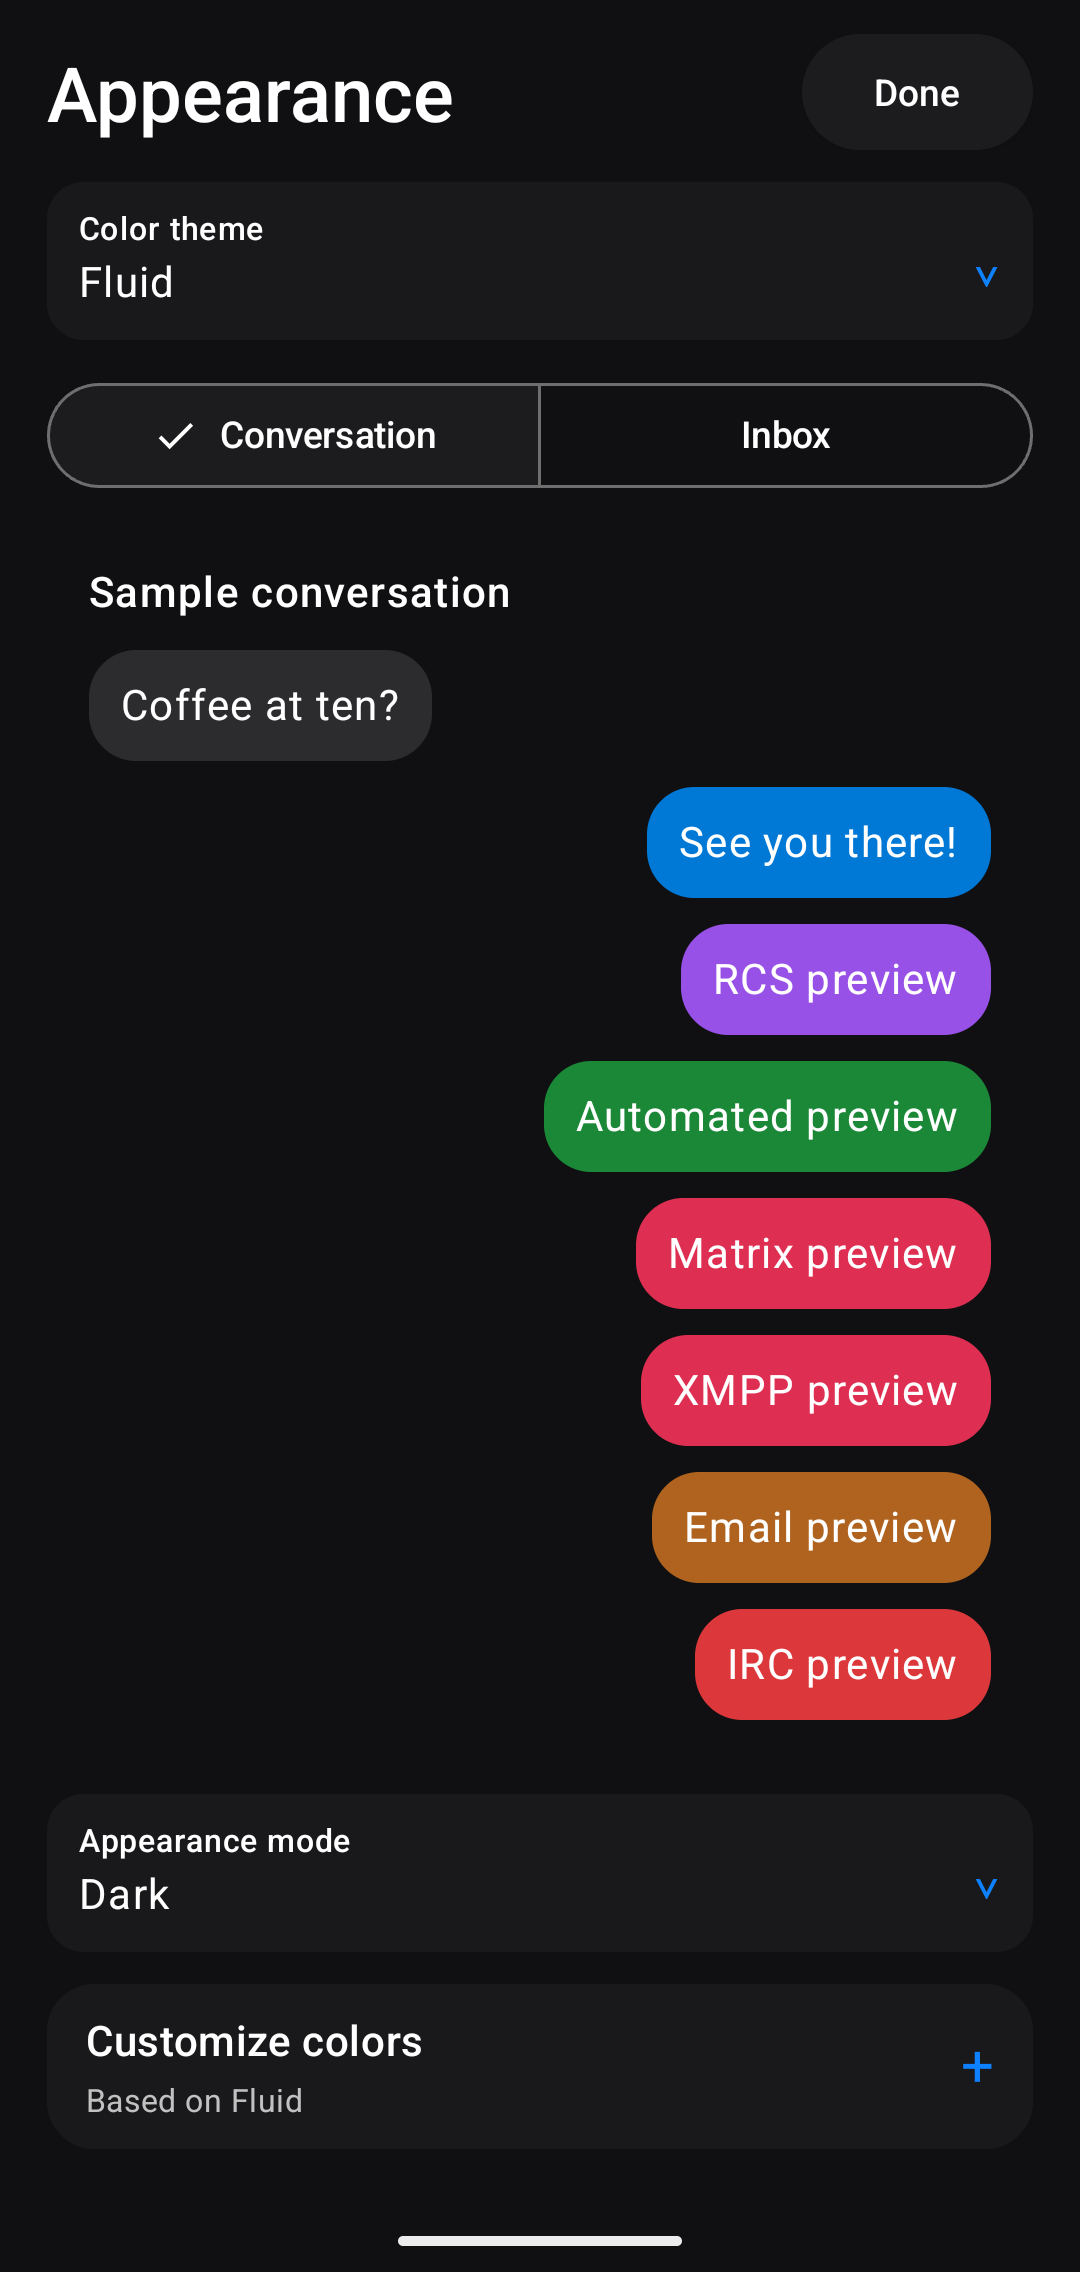 Appearance
Done
Color theme
Fluid
Conversation
Inbox
Sample conversation
Coffee at ten?
See you there!
RCS preview
Automated preview
Matrix preview
XMPP preview
Email preview
IRC preview
Appearance mode
Dark
Customize colors
Based on Fluid